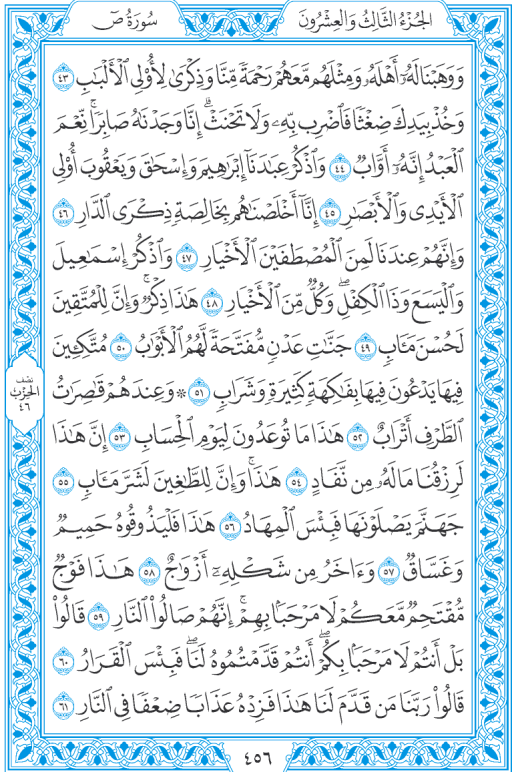 الجُزْءُ الثَّالِثُ وَالعِشْرُونَ
سُورَةُ صٓ
وَوَهَبْنَا لَهُۥٓ أَهْلَهُۥ وَمِثْلَهُم مَّعَهُمْ رَحْمَةً مِّنَّا وَذِكْرَىٰ لِأُو۟لِى ٱلْأَلْبَٰبِ ٤٣
وَخُذْ بِيَدِكَ ضِغْثًا فَٱضْرِب بِّهِۦ وَلَا تَحْنَثْ ۗ إِنَّا وَجَدْنَٰهُ صَابِرًا ۚ نِّعْمَ
ٱلْعَبْدُ ۖ إِنَّهُۥٓ أَوَّابٌ ٤٤ وَٱذْكُرْ عِبَٰدَنَآ إِبْرَٰهِيمَ وَإِسْحَٰقَ وَيَعْقُوبَ أُو۟لِى
ٱلْأَيْدِى وَٱلْأَبْصَٰرِ ٤٥ إِنَّآ أَخْلَصْنَٰهُم بِخَالِصَةٍ ذِكْرَى ٱلدَّارِ ٤٦
وَإِنَّهُمْ عِندَنَا لَمِنَ ٱلْمُصْطَفَيْنَ ٱلْأَخْيَارِ ٤٧ وَٱذْكُرْ إِسْمَٰعِيلَ
وَٱلْيَسَعَ وَذَا ٱلْكِفْلِ ۖ وَكُلٌّ مِّنَ ٱلْأَخْيَارِ ٤٨ هَٰذَا ذِكْرٌ ۚ وَإِنَّ لِلْمُتَّقِينَ
لَحُسْنَ مَـَٔابٍ ٤٩ جَنَّٰتِ عَدْنٍ مُّفَتَّحَةً لَّهُمُ ٱلْأَبْوَٰبُ ٥٠ مُتَّكِـِٔينَ
فِيهَا يَدْعُونَ فِيهَا بِفَٰكِهَةٍ كَثِيرَةٍ وَشَرَابٍ ٥١ ۞ وَعِندَهُمْ قَٰصِرَٰتُ
ٱلطَّرْفِ أَتْرَابٌ ٥٢ هَٰذَا مَا تُوعَدُونَ لِيَوْمِ ٱلْحِسَابِ ٥٣ إِنَّ هَٰذَا
لَرِزْقُنَا مَا لَهُۥ مِن نَّفَادٍ ٥٤ هَٰذَا ۚ وَإِنَّ لِلطَّٰغِينَ لَشَرَّ مَـَٔابٍ ٥٥
جَهَنَّمَ يَصْلَوْنَهَا فَبِئْسَ ٱلْمِهَادُ ٥٦ هَٰذَا فَلْيَذُوقُوهُ حَمِيمٌ
وَغَسَّاقٌ ٥٧ وَءَاخَرُ مِن شَكْلِهِۦٓ أَزْوَٰجٌ ٥٨ هَٰذَا فَوْجٌ
مُّقْتَحِمٌ مَّعَكُمْ ۖ لَا مَرْحَبًۢا بِهِمْ ۚ إِنَّهُمْ صَالُوا۟ ٱلنَّارِ ٥٩ قَالُوا۟
بَلْ أَنتُمْ لَا مَرْحَبًۢا بِكُمْ ۖ أَنتُمْ قَدَّمْتُمُوهُ لَنَا ۖ فَبِئْسَ ٱلْقَرَارُ ٦٠
قَالُوا۟ رَبَّنَا مَن قَدَّمَ لَنَا هَٰذَا فَزِدْهُ عَذَابًا ضِعْفًا فِى ٱلنَّارِ ٦١
نصف
الحزب
٤٦
٤٥٦